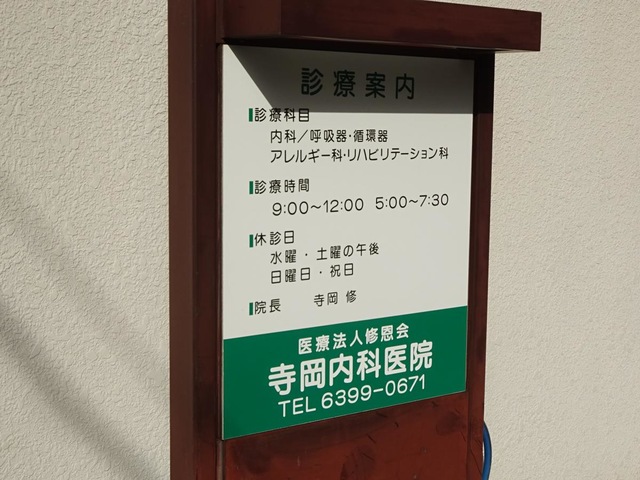 診療案内
診療科目
内科／呼吸器・循環器
アレルギー科・リハビリテーション科
診療時間
9:00〜12:00 5:00〜7:30
休診日
水曜・土曜の午後
日曜日・祝日
院長 寺岡 修
医療法人修恩会
寺岡内科医院
TEL 6399-0671